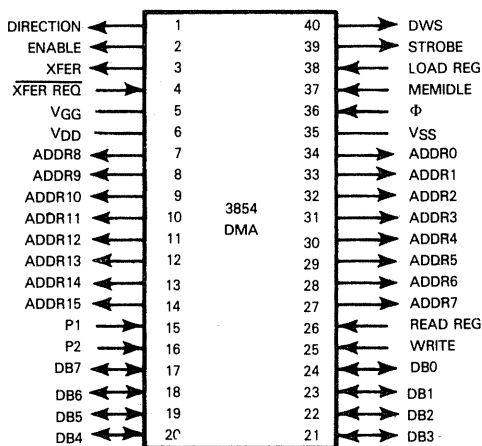 DIRECTION 1 40 DWS
ENABLE 2 39 STROBE
XFER 3 38 LOAD REG
XFER REQ 4 37 MEMIDLE
VGG 5 36 Φ
VDD 6 35 VSS
ADDR8 7 34 ADDR0
ADDR9 8 33 ADDR1
ADDR10 9 32 ADDR2
ADDR11 10 3854 31 ADDR3
ADDR12 11 DMA 30 ADDR4
ADDR13 12 29 ADDR5
ADDR14 13 28 ADDR6
ADDR15 14 27 ADDR7
P1 15 26 READ REG
P2 16 25 WRITE
DB7 17 24 DB0
DB6 18 23 DB1
DB5 19 22 DB2
DB4 20 21 DB3